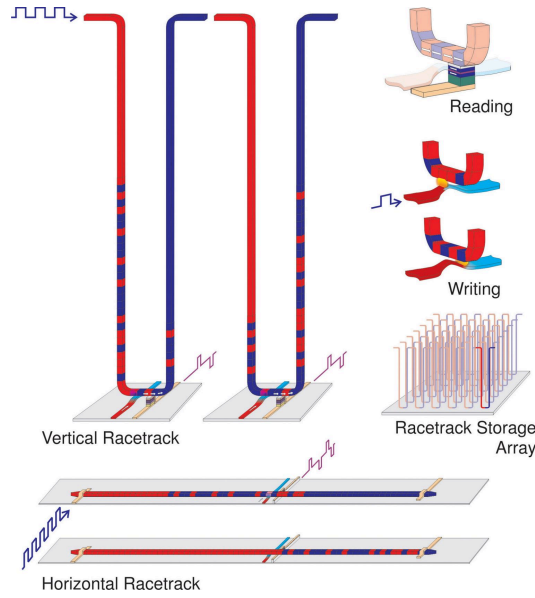 Reading
Writing
Vertical Racetrack
Racetrack Storage
Array
Horizontal Racetrack